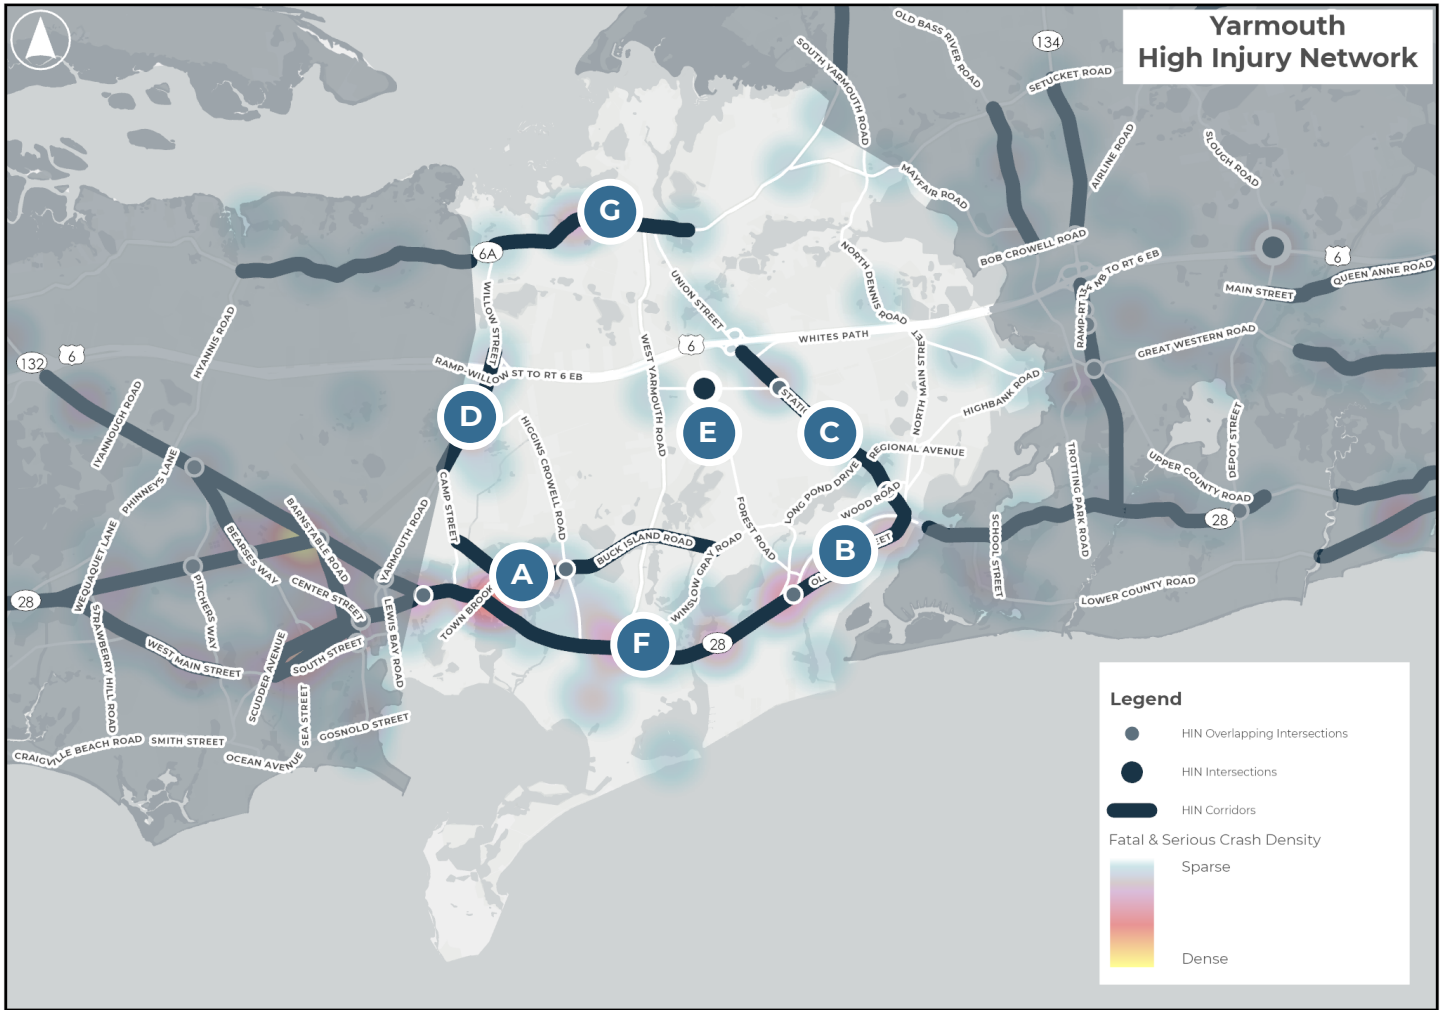 Yarmouth
High Injury Network
OLD BASS RIVER ROAD
134
SETUCKET ROAD
SOUTH YARMOUTH ROAD
AIRLINE ROAD
SLOUGH ROAD
MAYFAIR ROAD
G
6A
BOB CROWELL ROAD
6
QUEEN ANNE ROAD
MAIN STREET
NB TO RT 6 EB
RAMP-RT 134
NORTH DENNIS ROAD
UNION STREET
WILLOW STREET
HYANNIS ROAD
132
6
6
WHITES PATH
GREAT WESTERN ROAD
RAMP-WILLOW ST TO RT 6 EB
WEST YARMOUTH ROAD
NORTH MAIN STREET
HIGHBANK ROAD
STATIO
IYANNOUGH ROAD
PHINNEYS LANE
D
E
C
HIGGINS CROWELL ROAD
REGIONAL AVENUE
LONG POND DRIVE
WOOD ROAD
DEPOT STREET
UPPER COUNTY ROAD
TROTTING PARK ROAD
28
SCHOOL STREET
LOWER COUNTY ROAD
CAMP STREET
YARMOUTH ROAD
BARNSTABLE ROAD
BEARSES WAY
CENTER STREET
WEQUAQUET LANE
PITCHERS WAY
28
A
BUCK ISLAND ROAD
WINSLOW GRAY ROAD
FOREST ROAD
B
OL
EET
TOWN BROOK
F
28
LEWIS BAY ROAD
SOUTH STREET
WEST MAIN STREET
STRAWBERRY HILL ROAD
SCUDDER AVENUE
SEA STREET
GOSNOLD STREET
SMITH STREET
OCEAN AVENUE
CRAIGVILLE BEACH ROAD
Legend
HIN Overlapping Intersections
HIN Intersections
HIN Corridors
Fatal & Serious Crash Density
Sparse
Dense